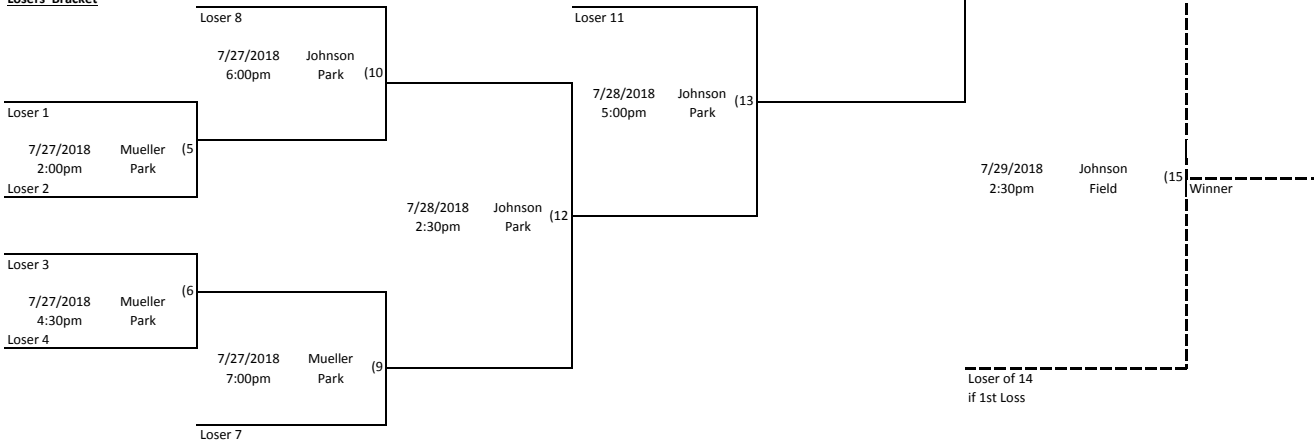 Losers' Bracket
Loser 8
Loser 11
7/27/2018 Johnson
6:00pm Park (10
7/28/2018 Johnson
5:00pm Park (13
Loser 1
7/27/2018 Mueller (5
2:00pm Park
Loser 2
7/29/2018 Johnson
2:30pm Field (15
Winner
7/28/2018 Johnson
2:30pm Park (12
Loser 3
7/27/2018 Mueller (6
4:30pm Park
Loser 4
7/27/2018 Mueller
7:00pm Park (9
Loser of 14
if 1st Loss
Loser 7